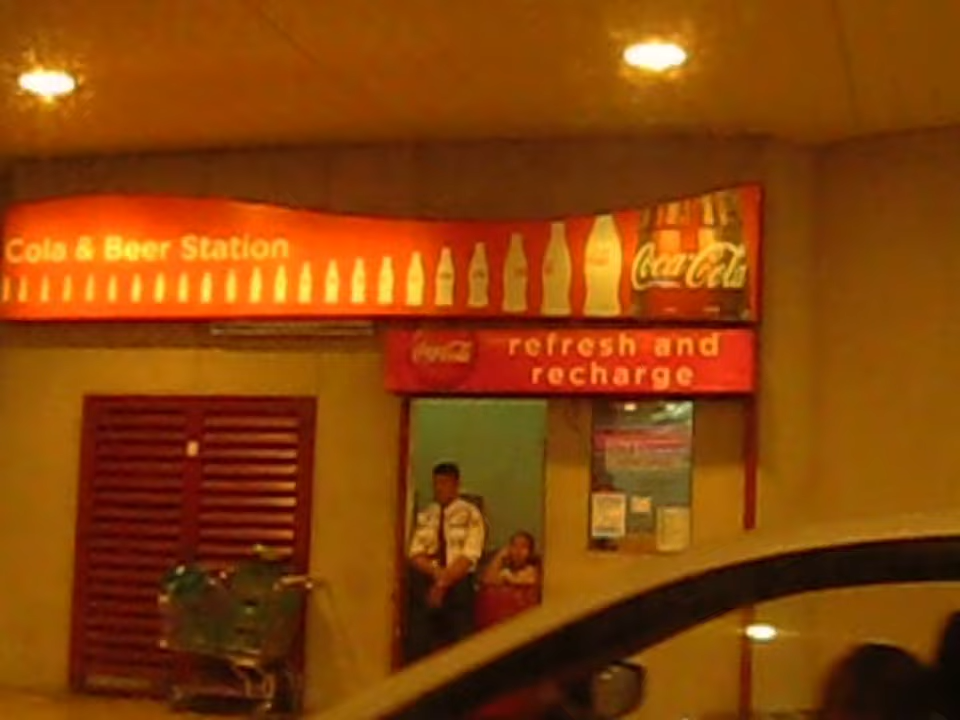 Cola & Beer Station
Coca-Cola
Coca-Cola
refresh and
recharge